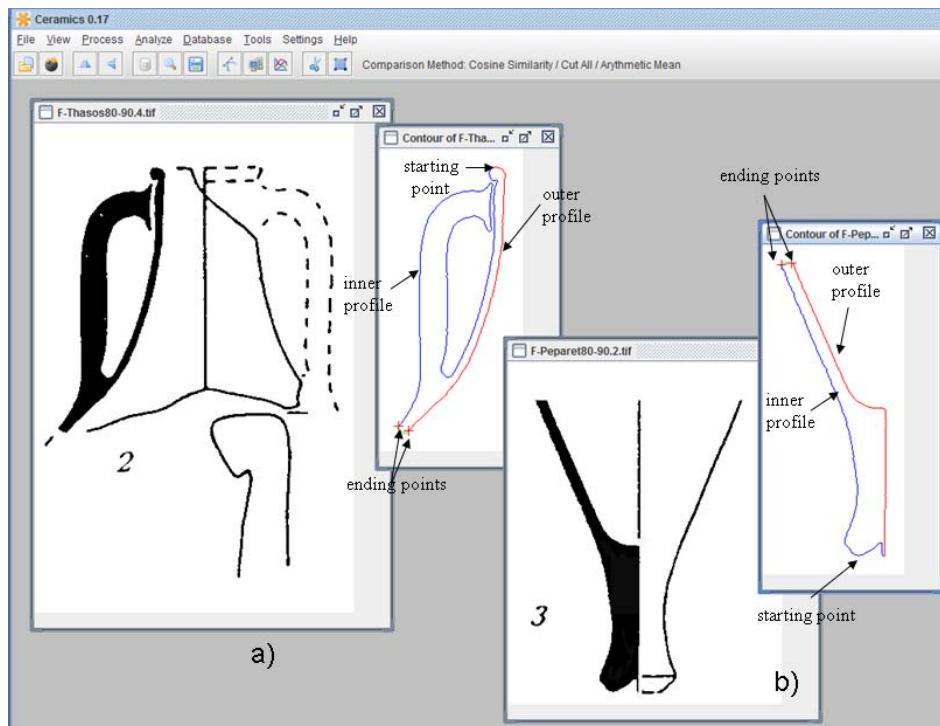 Ceramics 0.17
File View Process Analyze Database Tools Settings Help
Comparison Method: Cosine Similarity / Cut All / Arythmetic Mean
F-Thasos80-90.4.tif
2
a)
Contour of F-Tha...
starting
point
outer
profile
inner
profile
ending points
F-Peparet80-90.2.tif
3
ending points
Contour of F-Pep...
outer
profile
inner
profile
starting point
b)